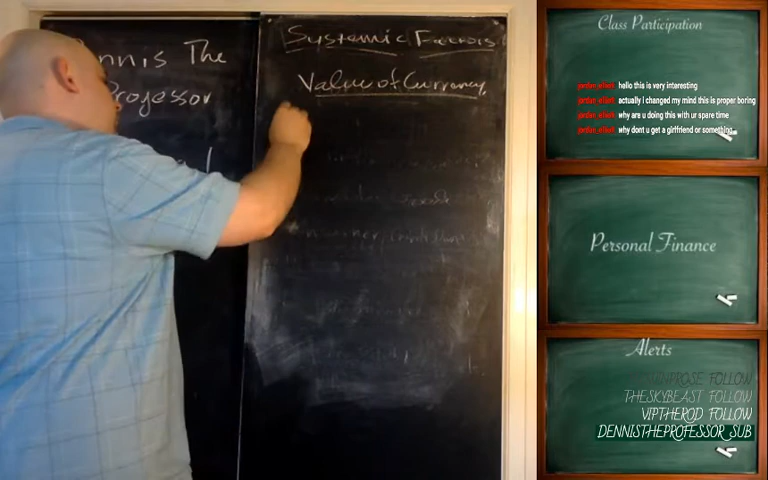 nnis The
Professor
Systemic Factors
Value of Currency
Class Participation
jordan_elliott hello this is very interesting
jordan_elliott actually I changed my mind this is proper boring
jordan_elliott why are u doing this with ur spare time
jordan_elliott why dont u get a girlfriend or something
Personal Finance
Alerts
FOLLOW
THESKYBEAST FOLLOW
VIPTHEROD FOLLOW
DENNISTHEPROFESSOR SUB